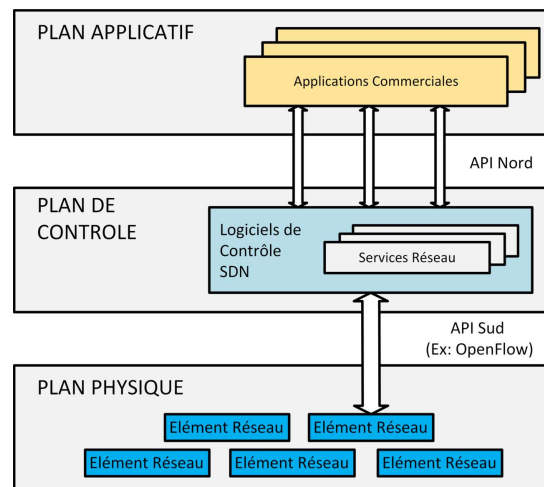 PLAN APPLICATIF
Applications Commerciales
API Nord
PLAN DE
CONTROLE
Logiciels de
Contrôle
SDN
Services Réseau
API Sud
(Ex: OpenFlow)
PLAN PHYSIQUE
Elément Réseau
Elément Réseau
Elément Réseau
Elément Réseau
Elément Réseau